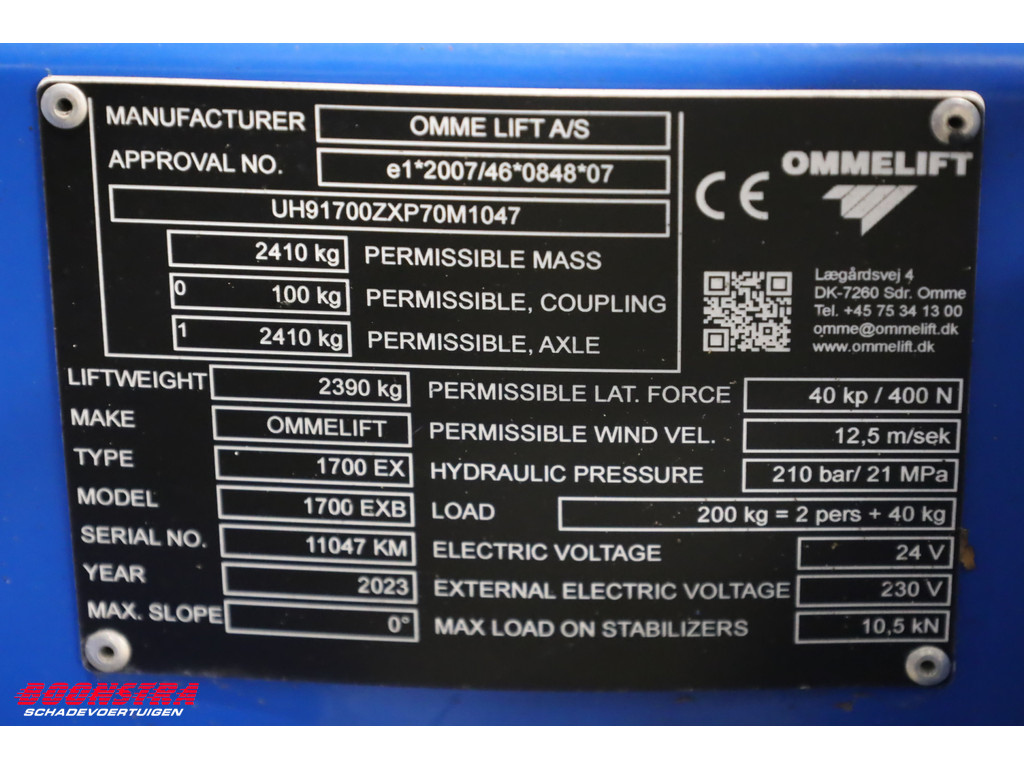 MANUFACTURER OMME LIFT A/S
APPROVAL NO. e1*2007/46*0848*07
UH91700ZXP70M1047
2410 kg PERMISSIBLE MASS
0 100 kg PERMISSIBLE, COUPLING
1 2410 kg PERMISSIBLE, AXLE
CE
OMMELIFT
Lægårdsvej 4
DK-7260 Sdr. Omme
Tel. +45 75 34 13 00
omme@ommelift.dk
www.ommelift.dk
LIFTWEIGHT 2390 kg
MAKE OMMELIFT
TYPE 1700 EX
MODEL 1700 EXB
SERIAL NO. 11047 KM
YEAR 2023
MAX. SLOPE 0°
PERMISSIBLE LAT. FORCE 40 kp / 400 N
PERMISSIBLE WIND VEL. 12,5 m/sek
HYDRAULIC PRESSURE 210 bar/ 21 MPa
LOAD 200 kg = 2 pers + 40 kg
ELECTRIC VOLTAGE 24 V
EXTERNAL ELECTRIC VOLTAGE 230 V
MAX LOAD ON STABILIZERS 10,5 kN
BOONSTRA
SCHADEVOERTUIGEN